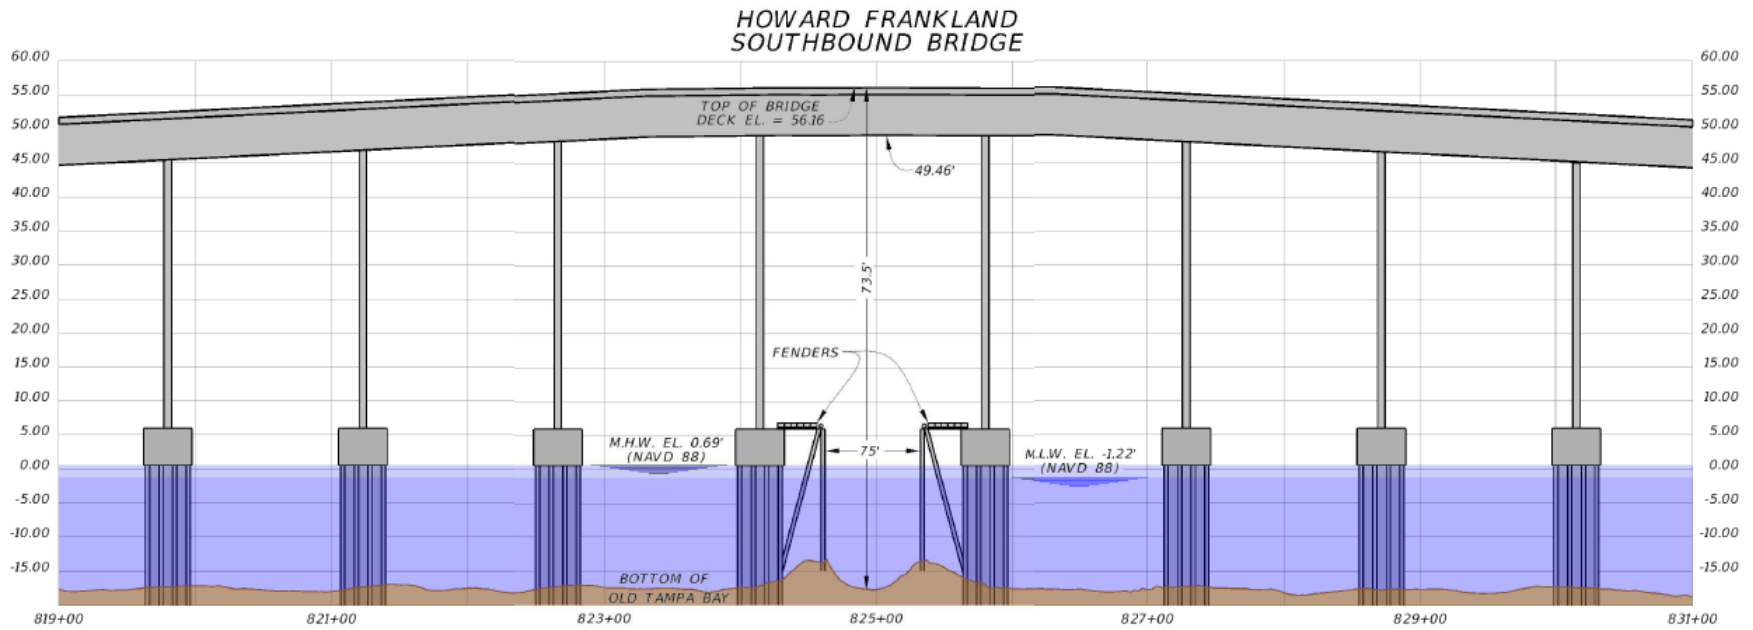 HOWARD FRANKLAND
SOUTHBOUND BRIDGE
60.00 60.00
55.00 55.00
TOP OF BRIDGE
DECK EL. = 56.16
50.00 50.00
49.46'
45.00 45.00
40.00 40.00
35.00 35.00
73.5'
30.00 30.00
25.00 25.00
20.00 20.00
FENDERS
15.00 15.00
10.00 10.00
5.00 5.00
M.H.W. EL. 0.69'
(NAVD 88)
75'
M.L.W. EL. -1.22'
(NAVD 88)
0.00 0.00
-5.00 -5.00
-10.00 -10.00
-15.00 -15.00
BOTTOM OF
OLD TAMPA BAY
819+00 821+00 823+00 825+00 827+00 829+00 831+00